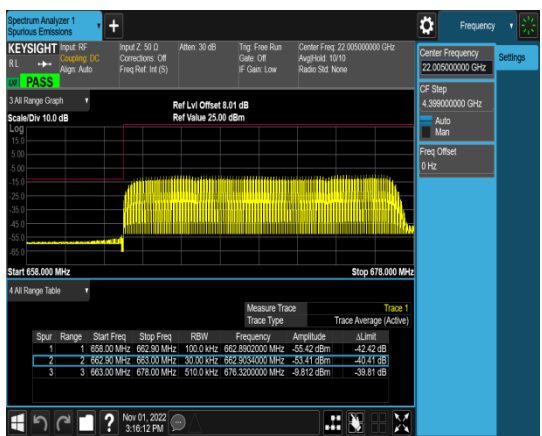 Spectrum Analyzer 1
Spurious Emissions
Frequency
KEYSIGHT Input: RF Input Z: 50 Ω Atten: 30 dB Trig: Free Run Center Freq: 22.005000000 GHz
RL Coupling: DC Corrections: Off Gate: Off Avg|Hold: 10/10
Align: Auto Freq Ref: Int (S) IF Gain: Low Radio Std: None
PASS
Center Frequency
22.005000000 GHz
Settings
CF Step
4.399000000 GHz
Auto
Man
Freq Offset
0 Hz
3 All Range Graph
Ref Lvl Offset 8.01 dB
Scale/Div 10.0 dB Ref Value 25.00 dBm
Log
15.0
5.00
-5.00
-15.0
-25.0
-35.0
-45.0
-55.0
-65.0
Start 658.000 MHz Stop 678.000 MHz
4 All Range Table
Measure Trace Trace 1
Trace Type Trace Average (Active)
Spur Range Start Freq Stop Freq RBW Frequency Amplitude ΔLimit
1 1 658.00 MHz 662.90 MHz 100.0 kHz 662.8902000 MHz -55.42 dBm -42.42 dB
2 2 662.90 MHz 663.00 MHz 30.00 kHz 662.9034000 MHz -53.41 dBm -40.41 dB
3 3 663.00 MHz 678.00 MHz 510.0 kHz 676.3200000 MHz -9.812 dBm -39.81 dB
Nov 01, 2022
3:16:12 PM